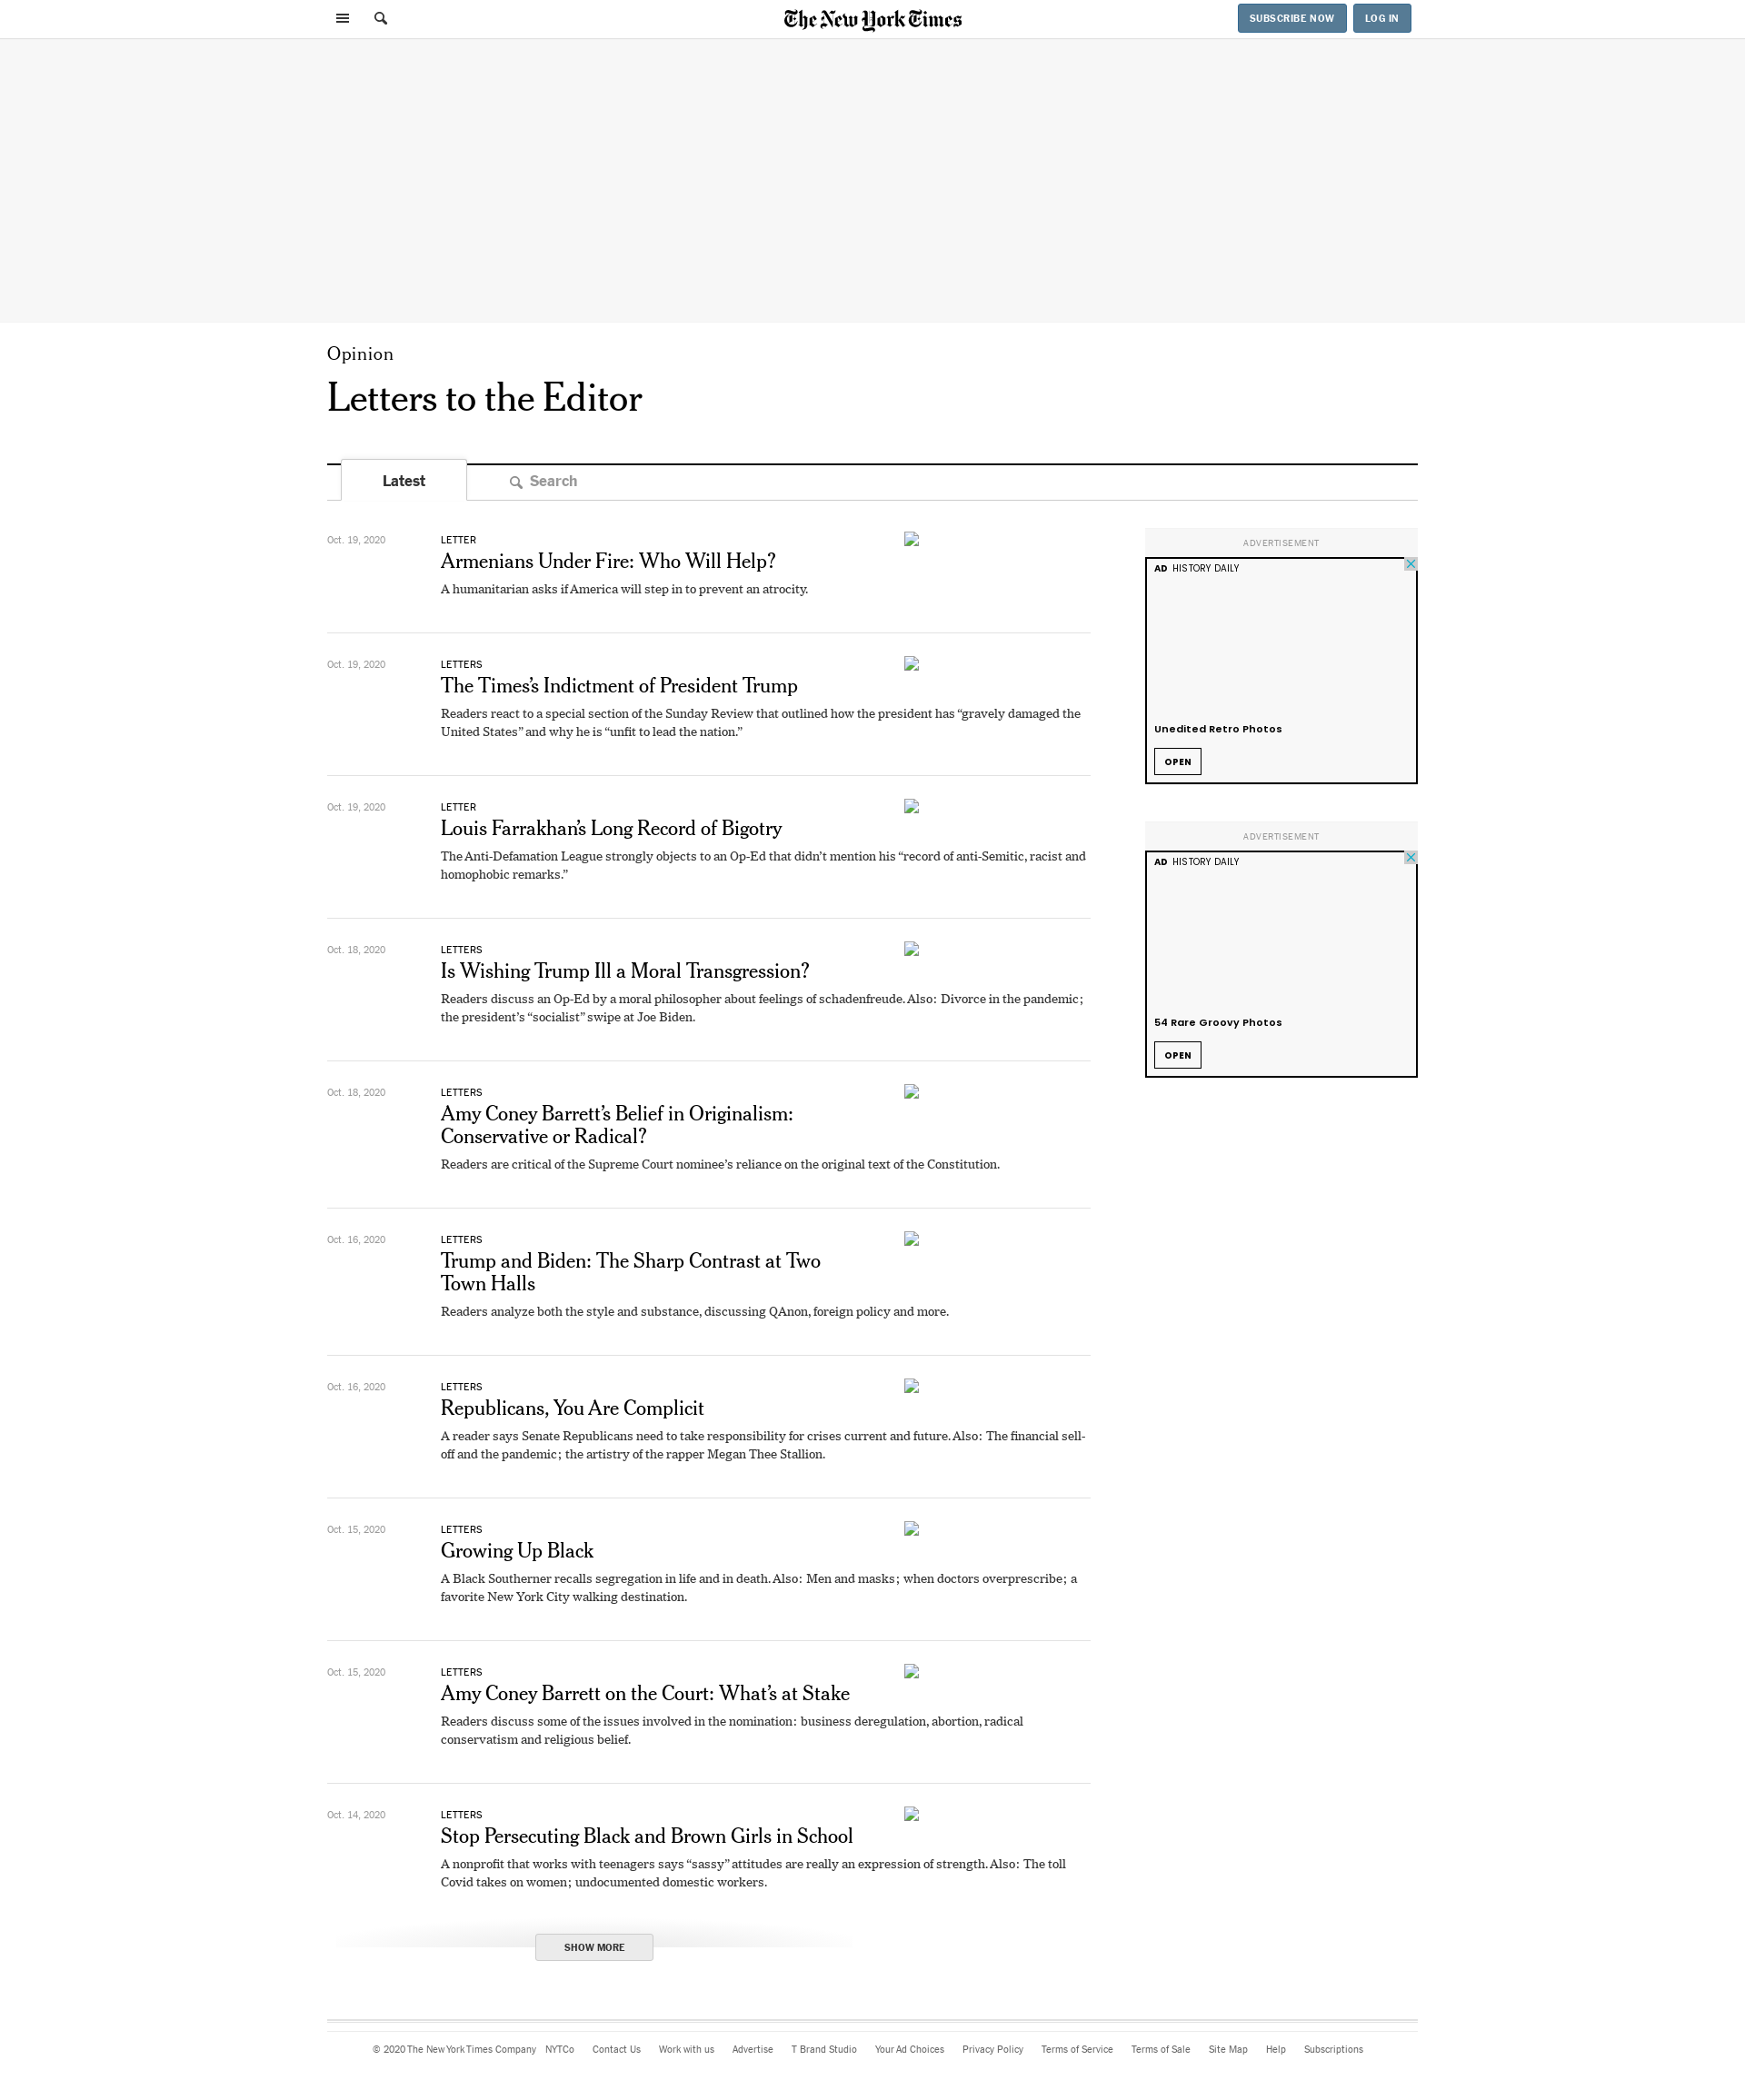 The New York Times
SUBSCRIBE NOW
LOG IN
Opinion
Letters to the Editor
Latest
Search
Oct. 19, 2020
LETTER
Armenians Under Fire: Who Will Help?
A humanitarian asks if America will step in to prevent an atrocity.
Oct. 19, 2020
LETTERS
The Times’s Indictment of President Trump
Readers react to a special section of the Sunday Review that outlined how the president has “gravely damaged the
United States” and why he is “unfit to lead the nation.”
Oct. 19, 2020
LETTER
Louis Farrakhan’s Long Record of Bigotry
The Anti-Defamation League strongly objects to an Op-Ed that didn’t mention his “record of anti-Semitic, racist and
homophobic remarks.”
Oct. 18, 2020
LETTERS
Is Wishing Trump Ill a Moral Transgression?
Readers discuss an Op-Ed by a moral philosopher about feelings of schadenfreude. Also: Divorce in the pandemic;
the president’s “socialist” swipe at Joe Biden.
Oct. 18, 2020
LETTERS
Amy Coney Barrett’s Belief in Originalism:
Conservative or Radical?
Readers are critical of the Supreme Court nominee’s reliance on the original text of the Constitution.
Oct. 16, 2020
LETTERS
Trump and Biden: The Sharp Contrast at Two
Town Halls
Readers analyze both the style and substance, discussing QAnon, foreign policy and more.
Oct. 16, 2020
LETTERS
Republicans, You Are Complicit
A reader says Senate Republicans need to take responsibility for crises current and future. Also: The financial sell-
off and the pandemic; the artistry of the rapper Megan Thee Stallion.
Oct. 15, 2020
LETTERS
Growing Up Black
A Black Southerner recalls segregation in life and in death. Also: Men and masks; when doctors overprescribe; a
favorite New York City walking destination.
Oct. 15, 2020
LETTERS
Amy Coney Barrett on the Court: What’s at Stake
Readers discuss some of the issues involved in the nomination: business deregulation, abortion, radical
conservatism and religious belief.
Oct. 14, 2020
LETTERS
Stop Persecuting Black and Brown Girls in School
A nonprofit that works with teenagers says “sassy” attitudes are really an expression of strength. Also: The toll
Covid takes on women; undocumented domestic workers.
SHOW MORE
ADVERTISEMENT
AD HISTORY DAILY
Unedited Retro Photos
OPEN
ADVERTISEMENT
AD HISTORY DAILY
54 Rare Groovy Photos
OPEN
© 2020 The New York Times Company NYTCo Contact Us Work with us Advertise T Brand Studio Your Ad Choices Privacy Policy Terms of Service Terms of Sale Site Map Help Subscriptions